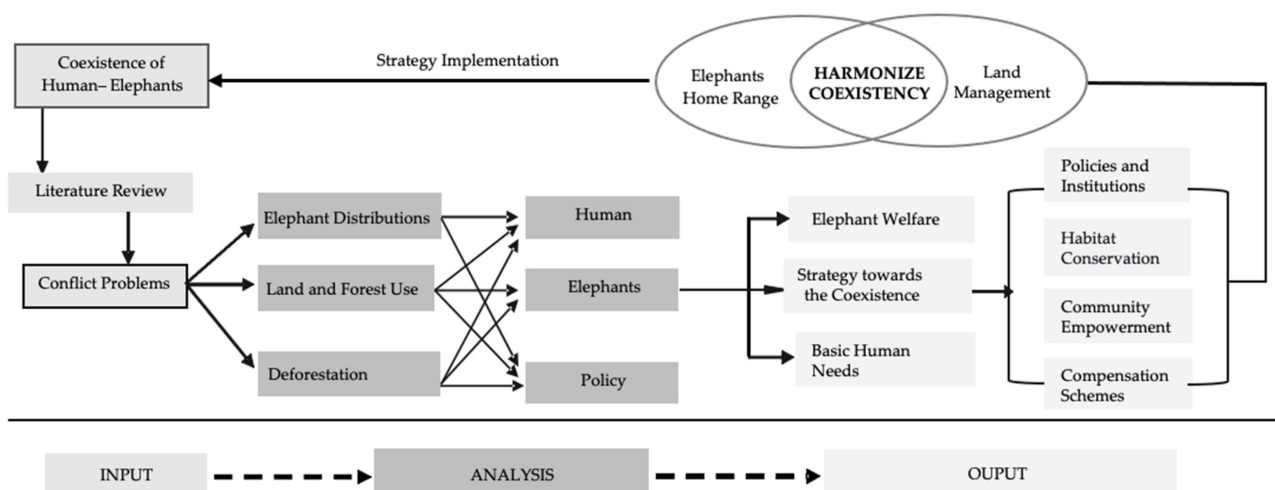 Coexistence of
Human– Elephants
Strategy Implementation
Elephants
Home Range
HARMONIZE
COEXISTENCY
Land
Management
Literature Review
Conflict Problems
Elephant Distributions
Land and Forest Use
Deforestation
Human
Elephants
Policy
Elephant Welfare
Strategy towards
the Coexistence
Basic Human
Needs
Policies and
Institutions
Habitat
Conservation
Community
Empowerment
Compensation
Schemes
INPUT
ANALYSIS
OUPUT